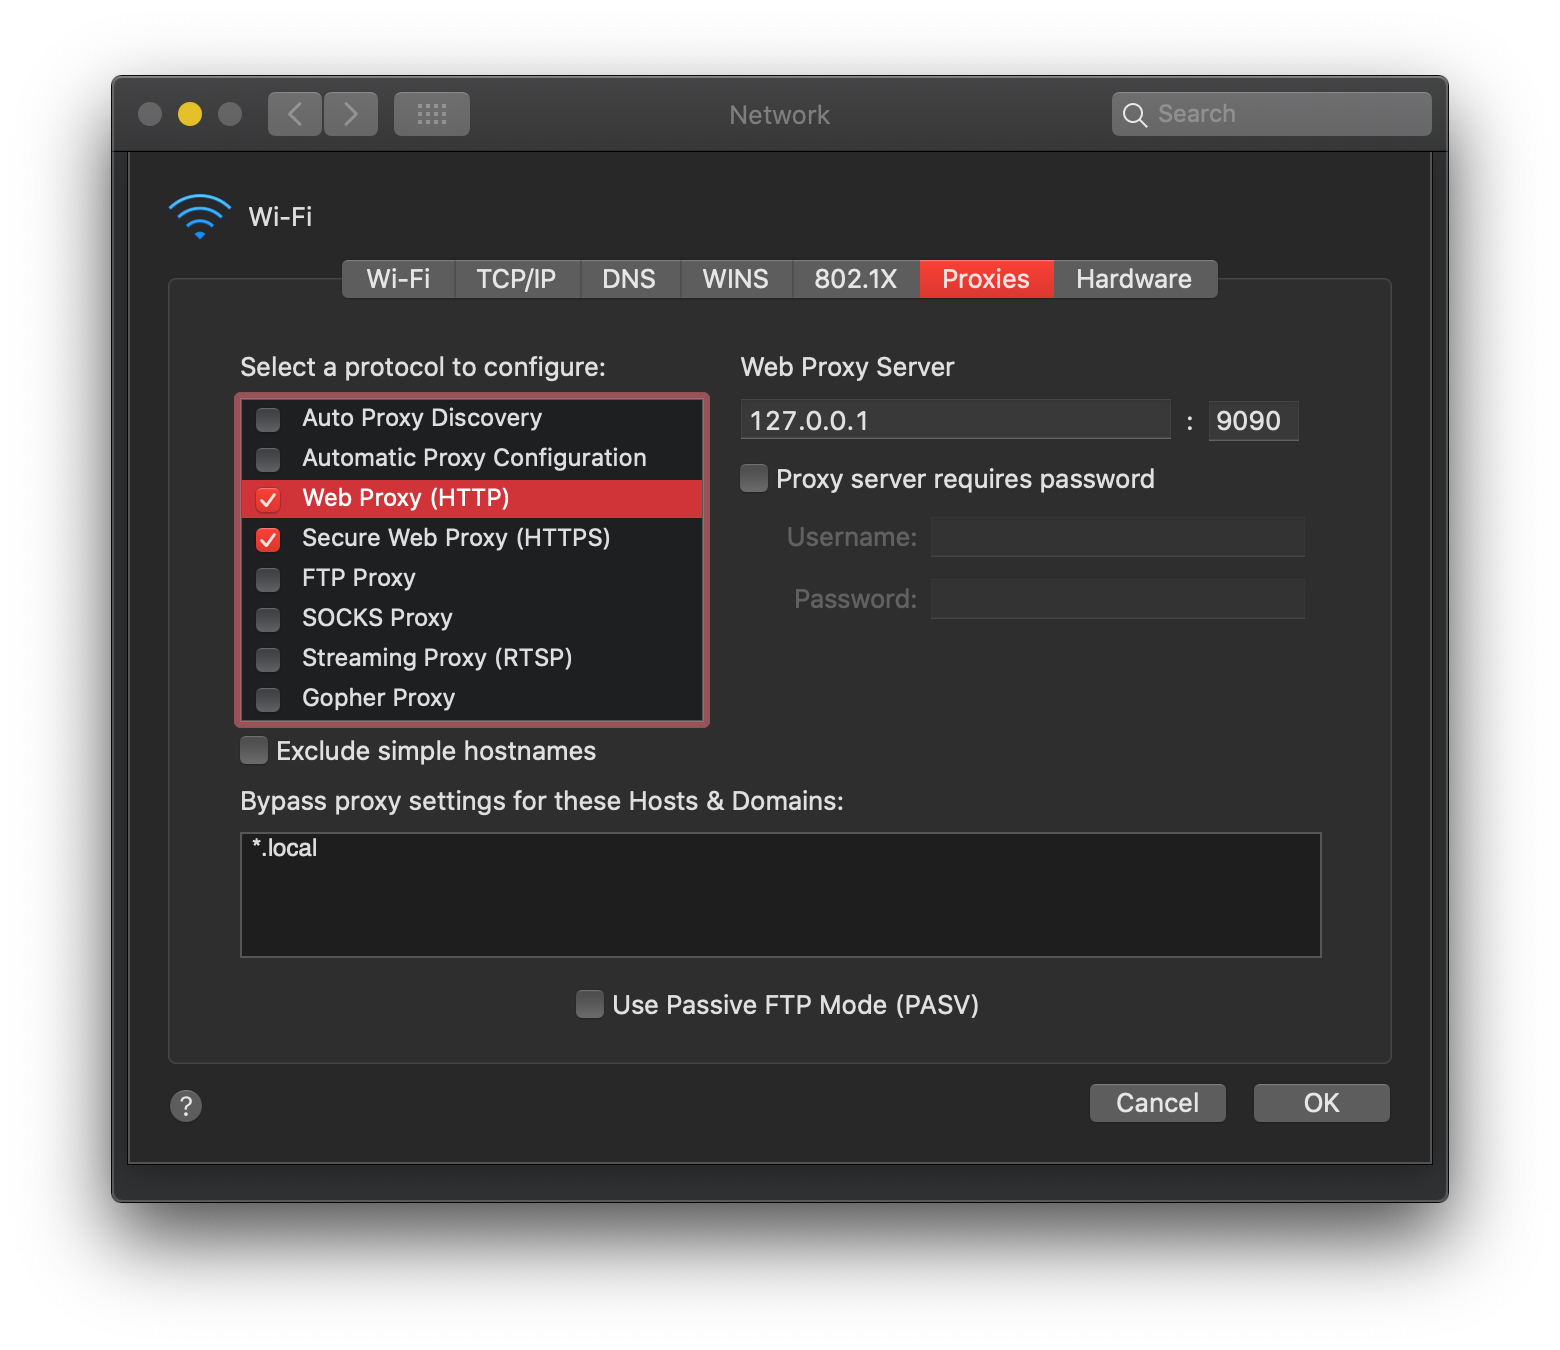 Network
Search
Wi-Fi
Wi-Fi TCP/IP DNS WINS 802.1X Proxies Hardware
Select a protocol to configure:
Auto Proxy Discovery
Automatic Proxy Configuration
Web Proxy (HTTP)
Secure Web Proxy (HTTPS)
FTP Proxy
SOCKS Proxy
Streaming Proxy (RTSP)
Gopher Proxy
Web Proxy Server
127.0.0.1 : 9090
Proxy server requires password
Username:
Password:
Exclude simple hostnames
Bypass proxy settings for these Hosts & Domains:
*.local
Use Passive FTP Mode (PASV)
? Cancel OK